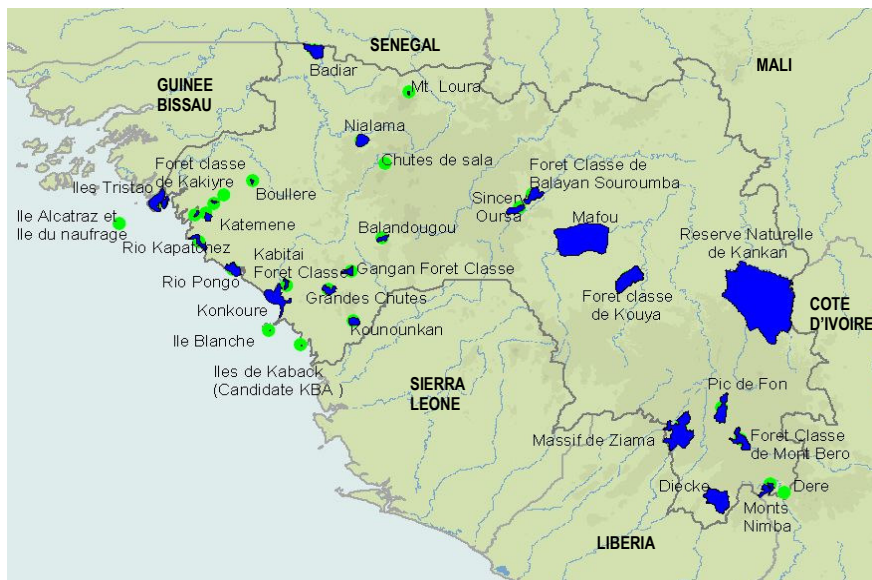 SENEGAL
MALI
Badiar
Mt. Loura
GUINEE
BISSAU
Nialama
Chutes de sala
Foret classe
de Kakiyre
Boullere
Iles Tristao
Foret Classe de
Balayan Souroumba
Sincery
Oursa
Ile Alcatraz et
Ile du naufrage
Katemene
Balandougou
Mafou
Reserve Naturelle
de Kankan
Rio Kapatchez
Kabitai
Foret Classe
Gangan Foret Classe
Rio Pongo
Grandes Chutes
Foret classe
de Kouya
COTE
D'IVOIRE
Konkoure
Kounounkan
Ile Blanche
Iles de Kaback
(Candidate KBA )
SIERRA
LEONE
Pic de Fon
Massif de Ziama
Foret Classe
de Mont Bero
Diecke
Dere
Monts
Nimba
LIBERIA